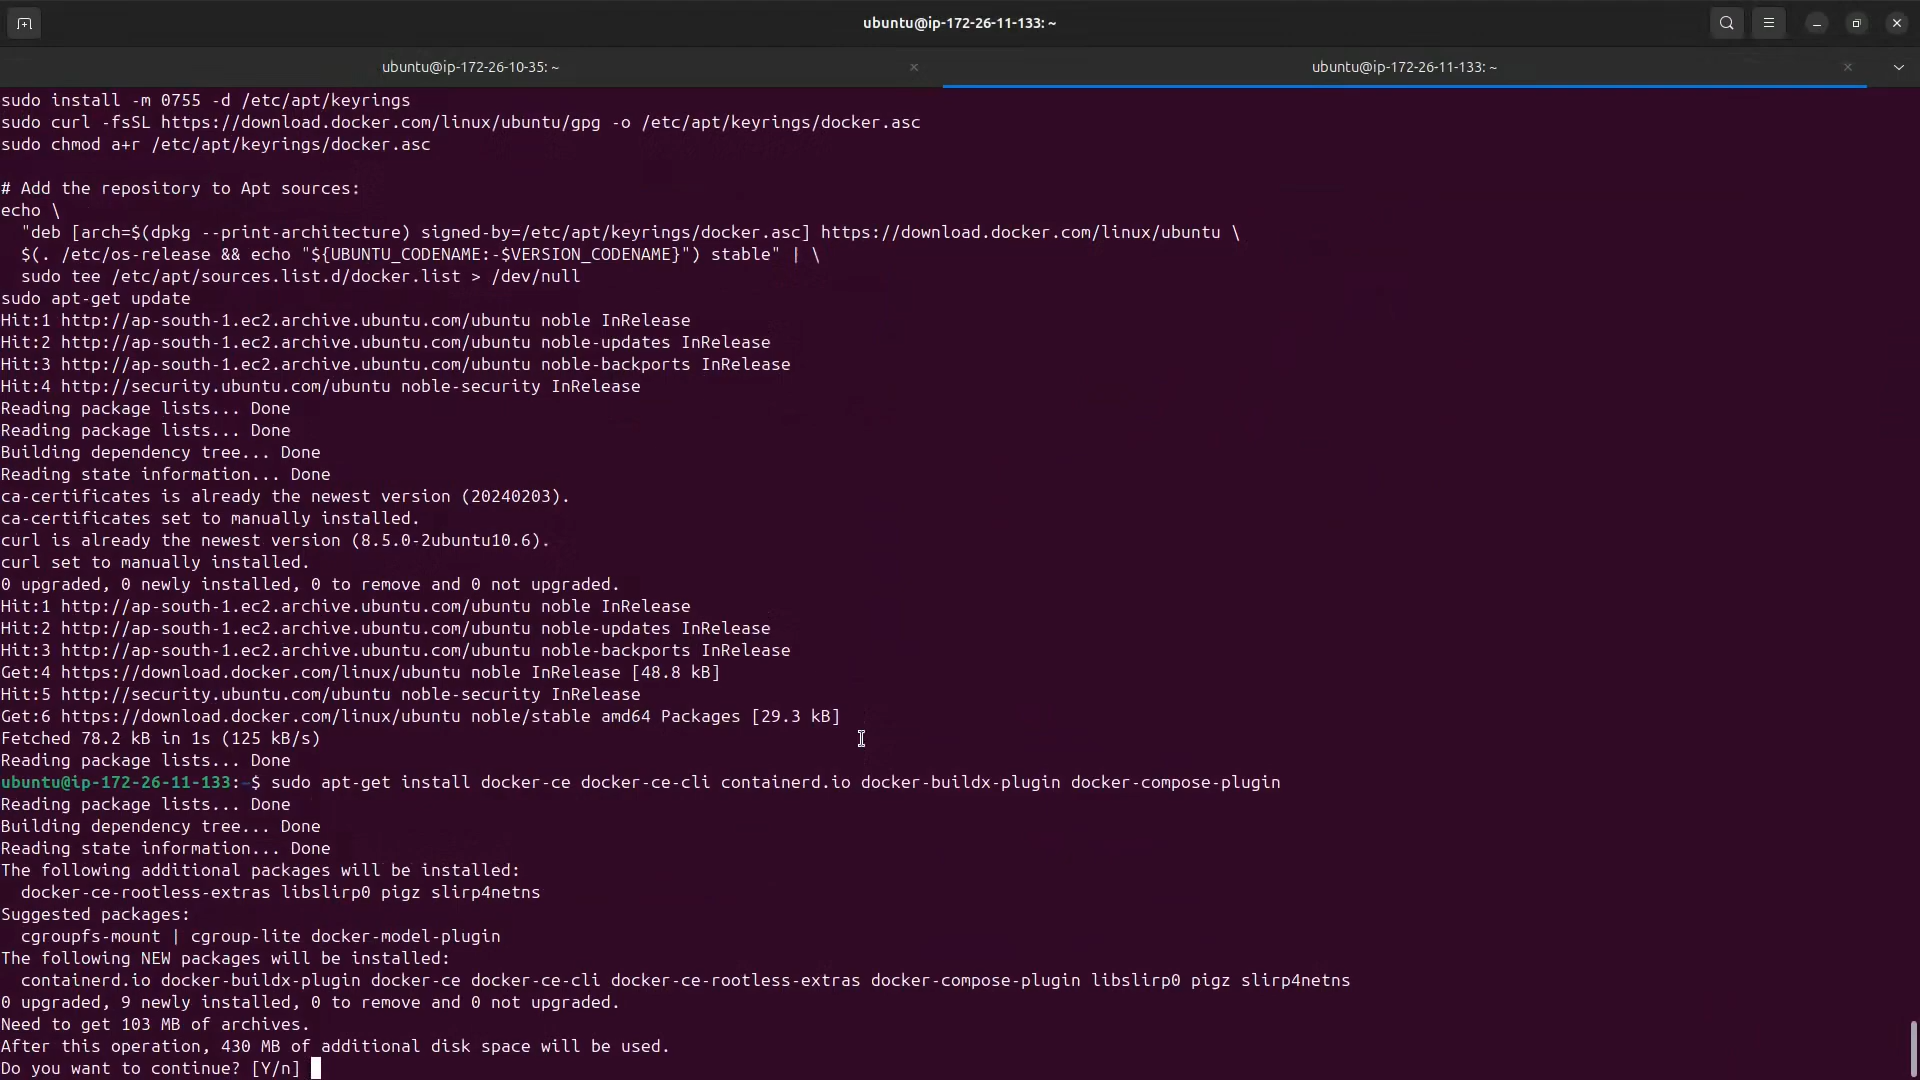 ubuntu@ip-172-26-11-133: ~
ubuntu@ip-172-26-10-35: ~
ubuntu@ip-172-26-11-133: ~
sudo install -m 0755 -d /etc/apt/keyrings
sudo curl -fsSL https://download.docker.com/linux/ubuntu/gpg -o /etc/apt/keyrings/docker.asc
sudo chmod a+r /etc/apt/keyrings/docker.asc
# Add the repository to Apt sources:
echo \
  "deb [arch=$(dpkg --print-architecture) signed-by=/etc/apt/keyrings/docker.asc] https://download.docker.com/linux/ubuntu \
  $(. /etc/os-release && echo "${UBUNTU_CODENAME:-$VERSION_CODENAME}") stable" | \
  sudo tee /etc/apt/sources.list.d/docker.list > /dev/null
sudo apt-get update
Hit:1 http://ap-south-1.ec2.archive.ubuntu.com/ubuntu noble InRelease
Hit:2 http://ap-south-1.ec2.archive.ubuntu.com/ubuntu noble-updates InRelease
Hit:3 http://ap-south-1.ec2.archive.ubuntu.com/ubuntu noble-backports InRelease
Hit:4 http://security.ubuntu.com/ubuntu noble-security InRelease
Reading package lists... Done
Reading package lists... Done
Building dependency tree... Done
Reading state information... Done
ca-certificates is already the newest version (20240203).
ca-certificates set to manually installed.
curl is already the newest version (8.5.0-2ubuntu10.6).
curl set to manually installed.
0 upgraded, 0 newly installed, 0 to remove and 0 not upgraded.
Hit:1 http://ap-south-1.ec2.archive.ubuntu.com/ubuntu noble InRelease
Hit:2 http://ap-south-1.ec2.archive.ubuntu.com/ubuntu noble-updates InRelease
Hit:3 http://ap-south-1.ec2.archive.ubuntu.com/ubuntu noble-backports InRelease
Get:4 https://download.docker.com/linux/ubuntu noble InRelease [48.8 kB]
Hit:5 http://security.ubuntu.com/ubuntu noble-security InRelease
Get:6 https://download.docker.com/linux/ubuntu noble/stable amd64 Packages [29.3 kB]
Fetched 78.2 kB in 1s (125 kB/s)
Reading package lists... Done
ubuntu@ip-172-26-11-133:~$ sudo apt-get install docker-ce docker-ce-cli containerd.io docker-buildx-plugin docker-compose-plugin
Reading package lists... Done
Building dependency tree... Done
Reading state information... Done
The following additional packages will be installed:
  docker-ce-rootless-extras libslirp0 pigz slirp4netns
Suggested packages:
  cgroupfs-mount | cgroup-lite docker-model-plugin
The following NEW packages will be installed:
  containerd.io docker-buildx-plugin docker-ce docker-ce-cli docker-ce-rootless-extras docker-compose-plugin libslirp0 pigz slirp4netns
0 upgraded, 9 newly installed, 0 to remove and 0 not upgraded.
Need to get 103 MB of archives.
After this operation, 430 MB of additional disk space will be used.
Do you want to continue? [Y/n]